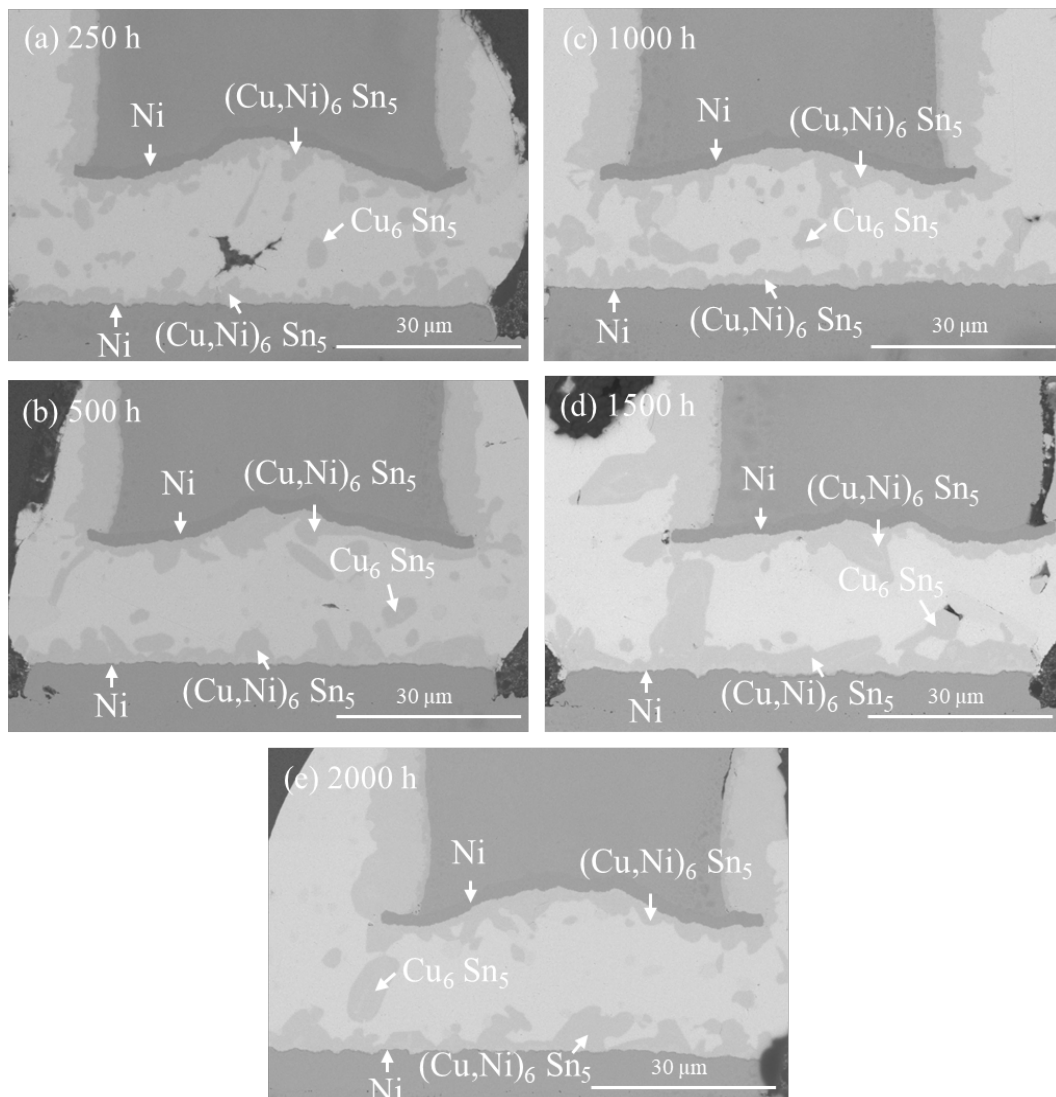 (a) 250 h
Ni
(Cu,Ni)₆ Sn₅
Cu₆ Sn₅
Ni
(Cu,Ni)₆ Sn₅
30 μm
(c) 1000 h
Ni
(Cu,Ni)₆ Sn₅
Cu₆ Sn₅
Ni
(Cu,Ni)₆ Sn₅
30 μm
(b) 500 h
Ni
(Cu,Ni)₆ Sn₅
Cu₆ Sn₅
Ni
(Cu,Ni)₆ Sn₅
30 μm
(d) 1500 h
Ni
(Cu,Ni)₆ Sn₅
Cu₆ Sn₅
Ni
(Cu,Ni)₆ Sn₅
30 μm
(e) 2000 h
Ni
(Cu,Ni)₆ Sn₅
Cu₆ Sn₅
Ni
(Cu,Ni)₆ Sn₅
30 μm